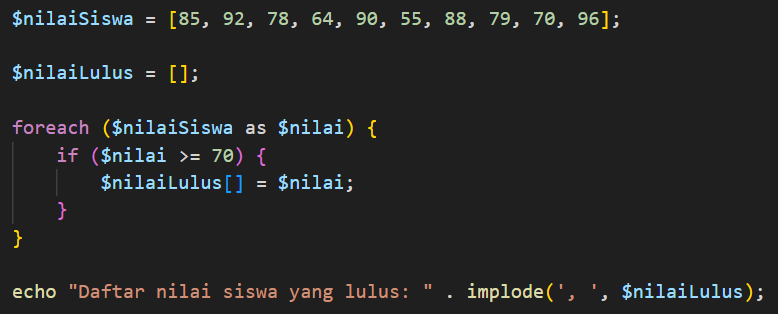 $nilaiSiswa = [85, 92, 78, 64, 90, 55, 88, 79, 70, 96];
$nilaiLulus = [];
foreach ($nilaiSiswa as $nilai) {
if ($nilai >= 70) {
$nilaiLulus[] = $nilai;
}
}
echo "Daftar nilai siswa yang lulus: " . implode(', ', $nilaiLulus);